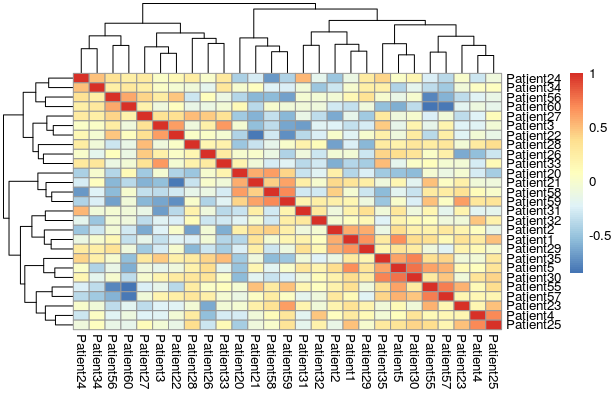 Patient24
Patient34
Patient56
Patient60
Patient27
Patient3
Patient22
Patient28
Patient26
Patient33
Patient20
Patient21
Patient58
Patient59
Patient31
Patient32
Patient2
Patient1
Patient29
Patient35
Patient5
Patient30
Patient55
Patient57
Patient23
Patient4
Patient25
1
0.5
0
-0.5
Patient24
Patient34
Patient56
Patient60
Patient27
Patient3
Patient22
Patient28
Patient26
Patient33
Patient20
Patient21
Patient58
Patient59
Patient31
Patient32
Patient2
Patient1
Patient29
Patient35
Patient5
Patient30
Patient55
Patient57
Patient23
Patient4
Patient25